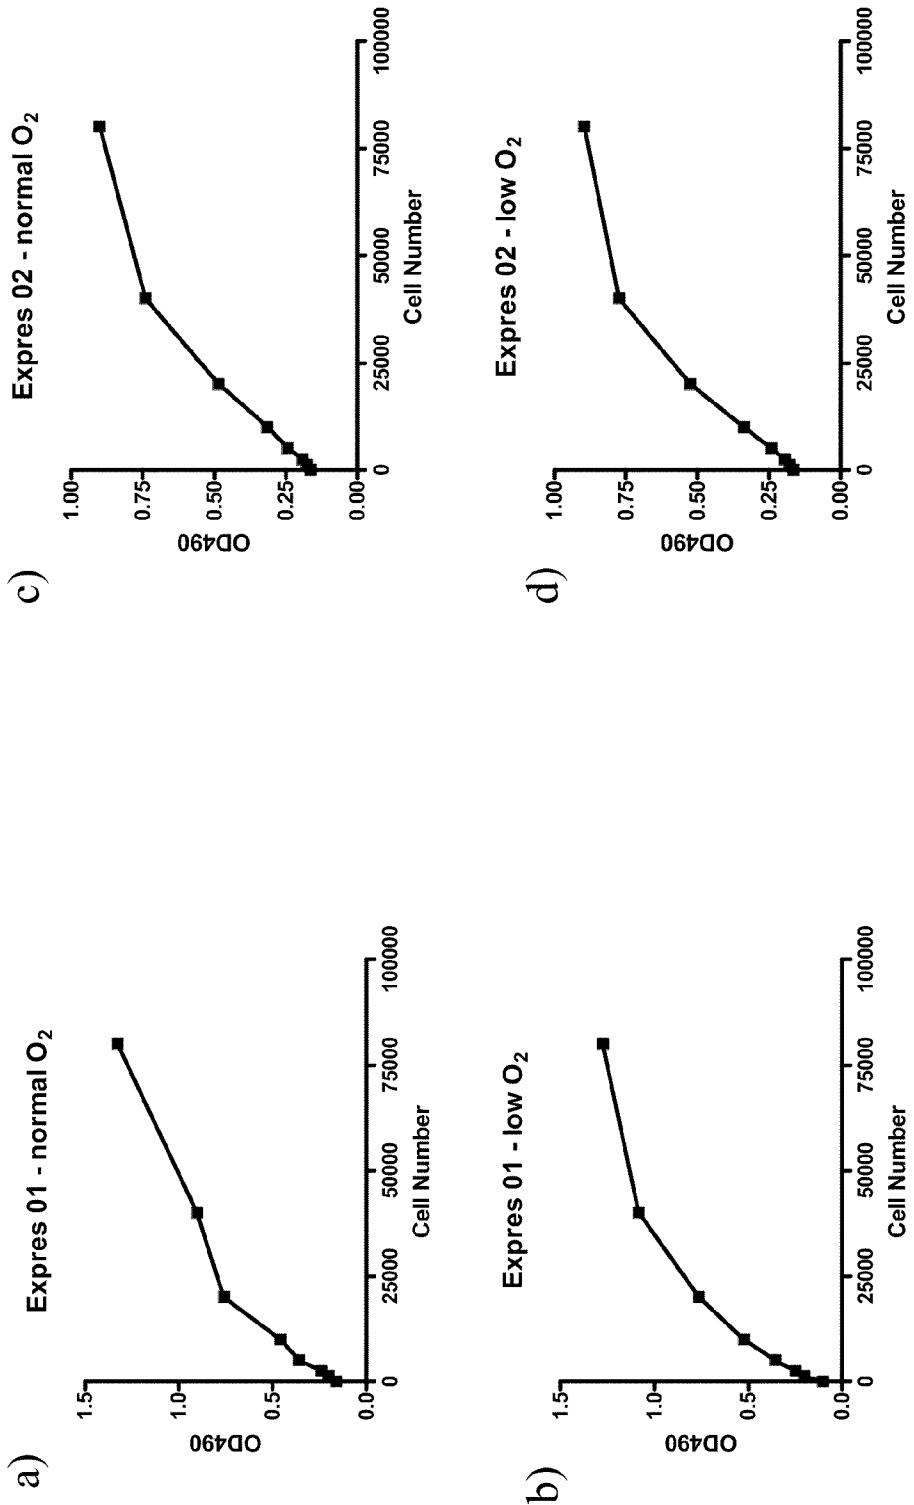 a)
Expres 01 - normal O₂
OD490
1.5
1.0
0.5
0.0
0
25000
50000
75000
100000
Cell Number
b)
Expres 01 - low O₂
OD490
1.5
1.0
0.5
0.0
0
25000
50000
75000
100000
Cell Number
c)
Expres 02 - normal O₂
OD490
1.00
0.75
0.50
0.25
0.00
0
25000
50000
75000
100000
Cell Number
d)
Expres 02 - low O₂
OD490
1.00
0.75
0.50
0.25
0.00
0
25000
50000
75000
100000
Cell Number